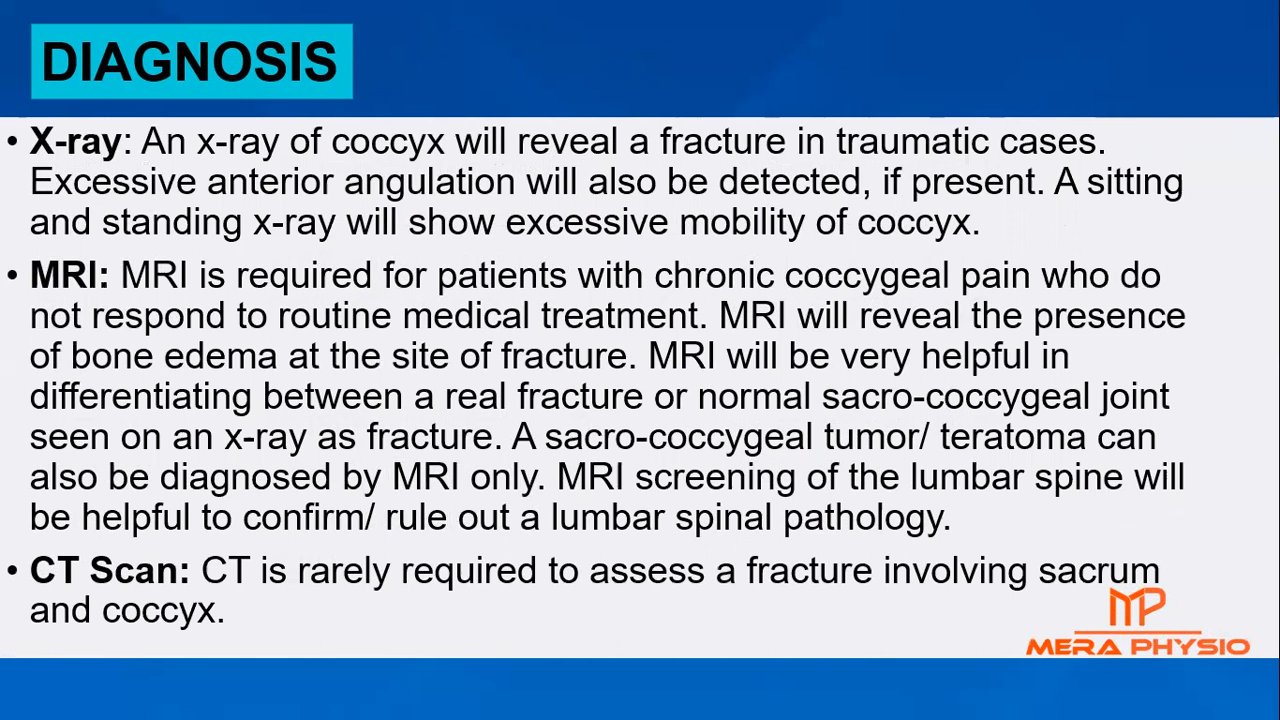 DIAGNOSIS
• X-ray: An x-ray of coccyx will reveal a fracture in traumatic cases.
Excessive anterior angulation will also be detected, if present. A sitting
and standing x-ray will show excessive mobility of coccyx.
• MRI: MRI is required for patients with chronic coccygeal pain who do
not respond to routine medical treatment. MRI will reveal the presence
of bone edema at the site of fracture. MRI will be very helpful in
differentiating between a real fracture or normal sacro-coccygeal joint
seen on an x-ray as fracture. A sacro-coccygeal tumor/ teratoma can
also be diagnosed by MRI only. MRI screening of the lumbar spine will
be helpful to confirm/ rule out a lumbar spinal pathology.
• CT Scan: CT is rarely required to assess a fracture involving sacrum
and coccyx.
MP
MERA PHYSIO